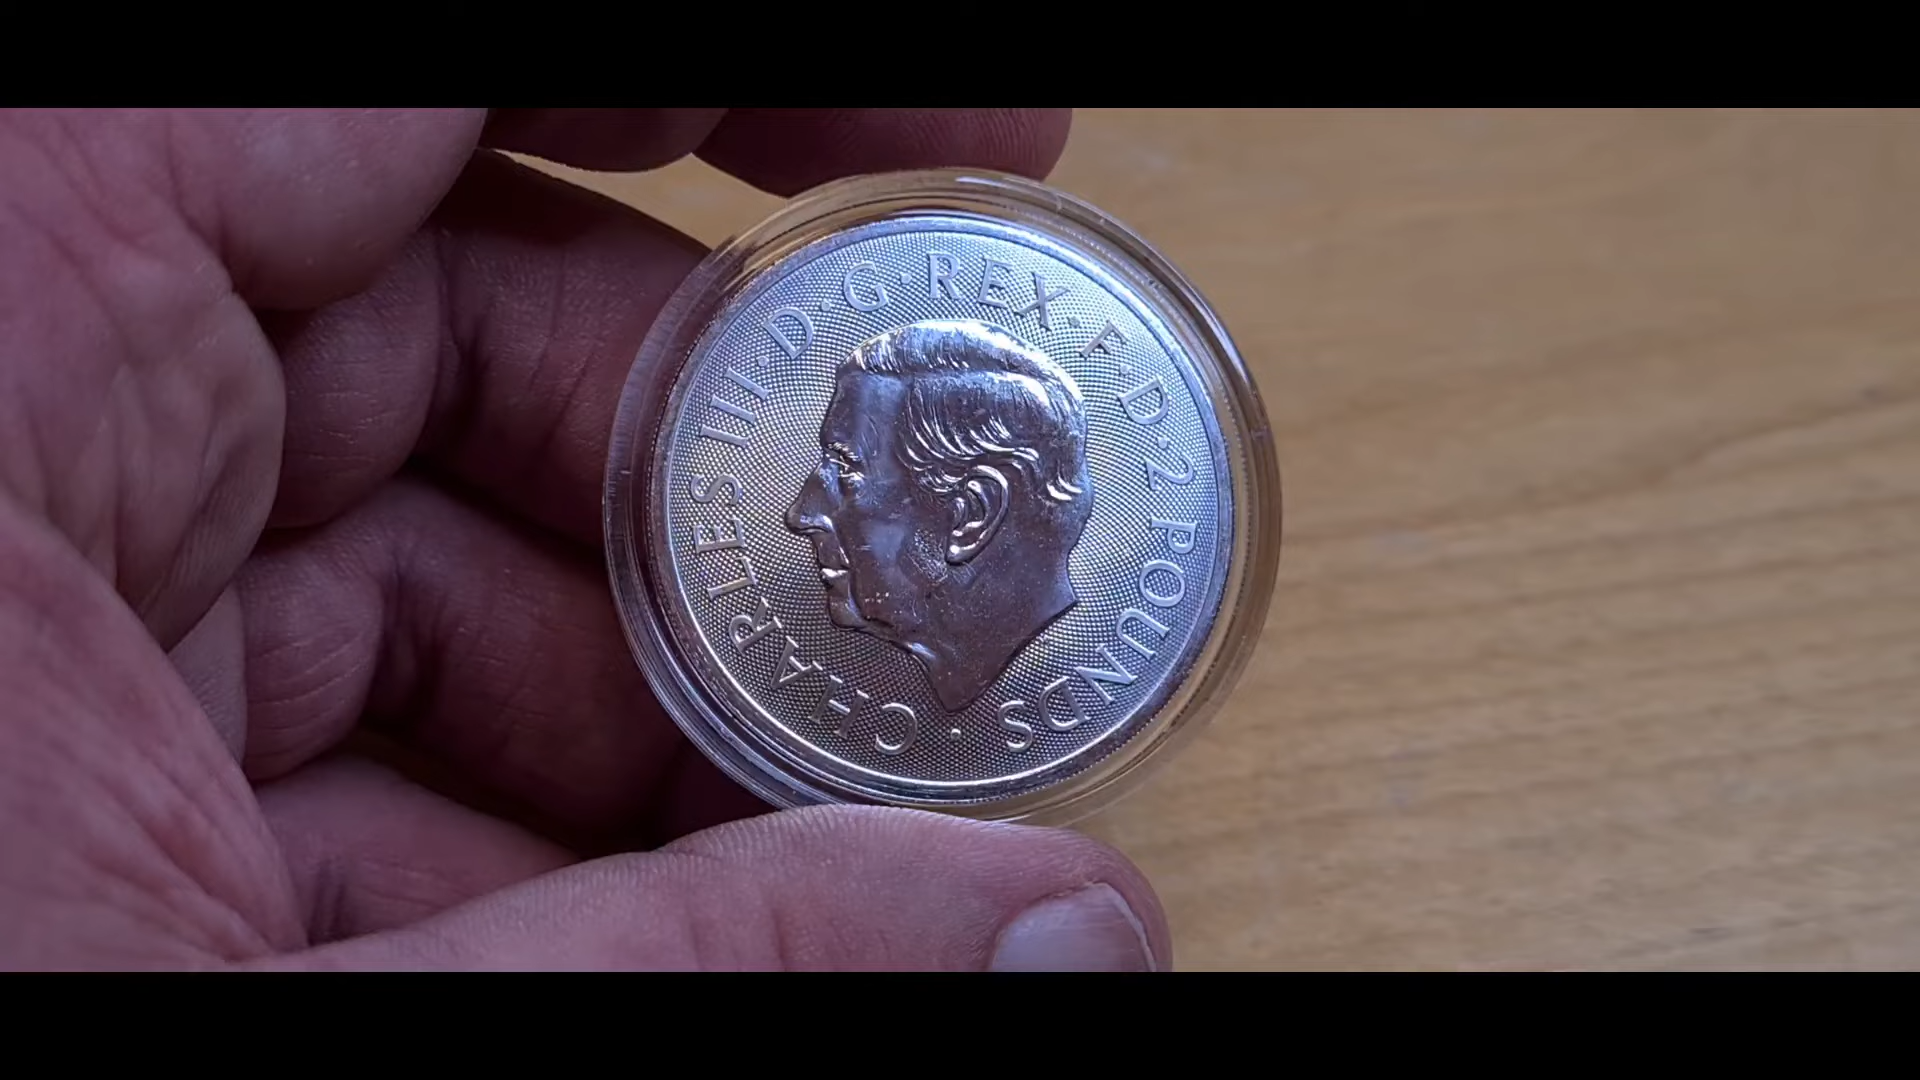 · CHARLES III · D · G · REX · F · D · 2 POUNDS